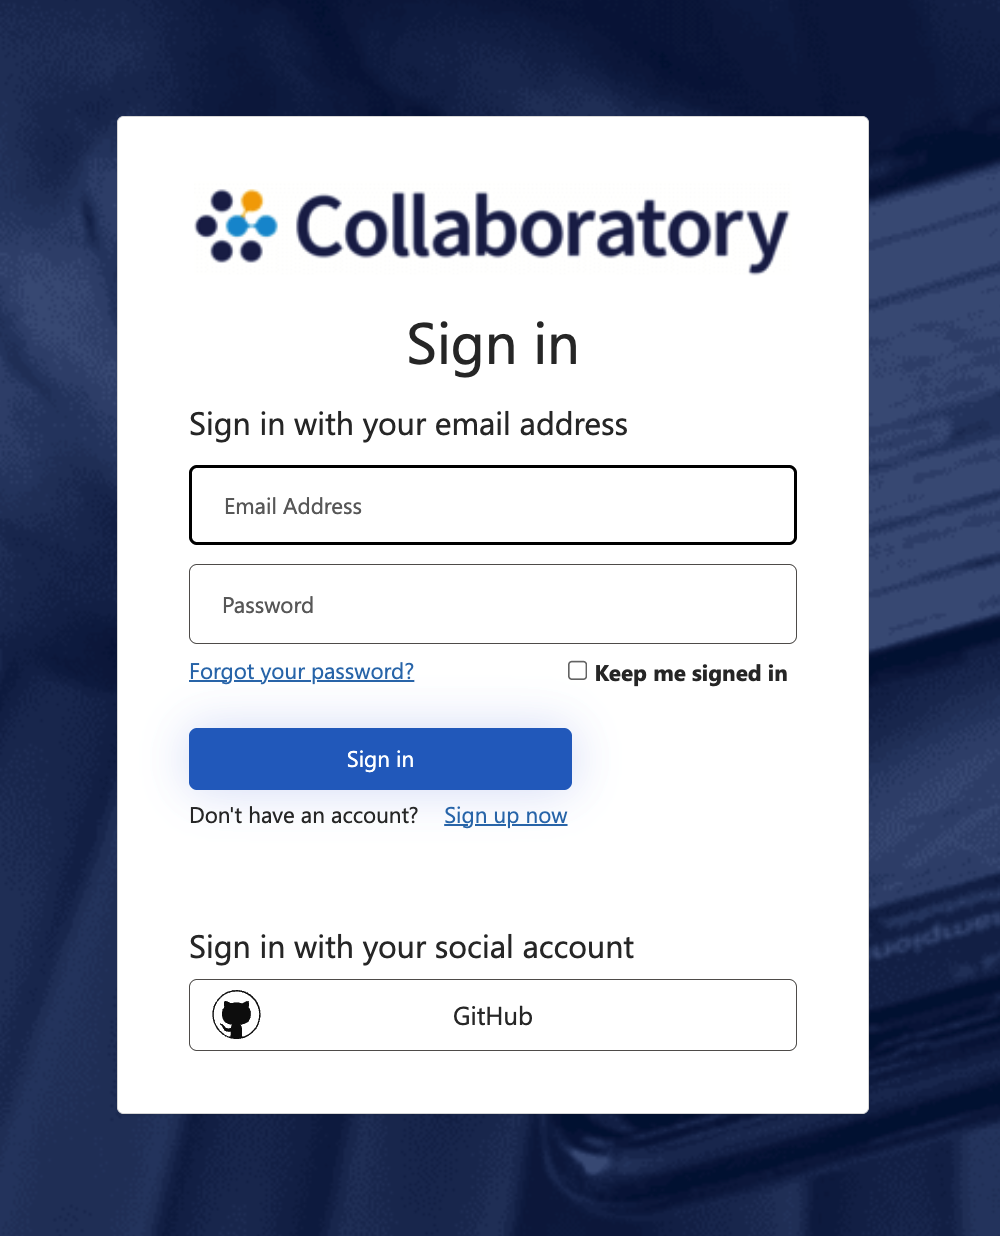 Collaboratory
Sign in
Sign in with your email address
Email Address
Password
Forgot your password?
Keep me signed in
Sign in
Don't have an account? Sign up now
Sign in with your social account
GitHub